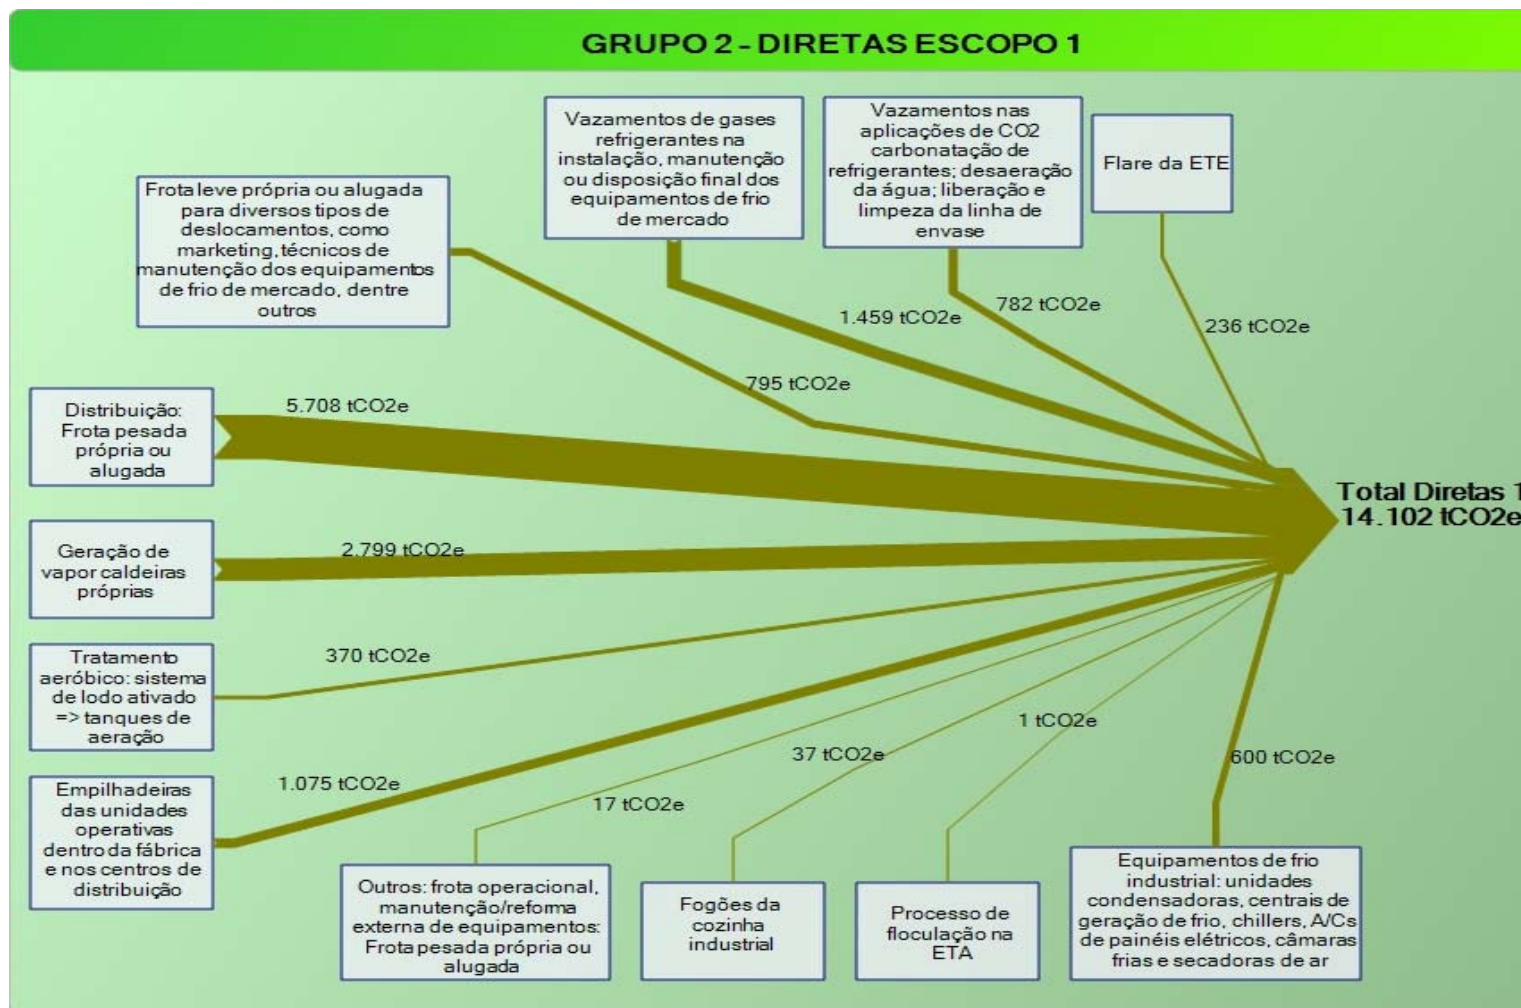 GRUPO 2 - DIRETAS ESCOPO 1
Vazamentos de gases
refrigerantes na
instalação, manutenção
ou disposição final dos
equipamentos de frio
de mercado
Vazamentos nas
aplicações de CO2
carbonatação de
refrigerantes; desaeração
da água; liberação e
limpeza da linha de
envase
Flare da ETE
Frota leve própria ou alugada
para diversos tipos de
deslocamentos, como
marketing, técnicos de
manutenção dos equipamentos
de frio de mercado, dentre
outros
1.459 tCO2e
782 tCO2e
236 tCO2e
795 tCO2e
Distribuição:
Frota pesada
própria ou
alugada
5.708 tCO2e
Total Diretas 1
14.102 tCO2e
Geração de
vapor caldeiras
próprias
2.799 tCO2e
Tratamento
aeróbico: sistema
de lodo ativado
=> tanques de
aeração
370 tCO2e
Empilhadeiras
das unidades
operativas
dentro da fábrica
e nos centros de
distribuição
1.075 tCO2e
17 tCO2e
37 tCO2e
1 tCO2e
600 tCO2e
Outros: frota operacional,
manutenção/reforma
externa de equipamentos:
Frota pesada própria ou
alugada
Fogões da
cozinha
industrial
Processo de
floculação na
ETA
Equipamentos de frio
industrial: unidades
condensadoras, centrais de
geração de frio, chillers, A/Cs
de painéis elétricos, câmaras
frias e secadoras de ar